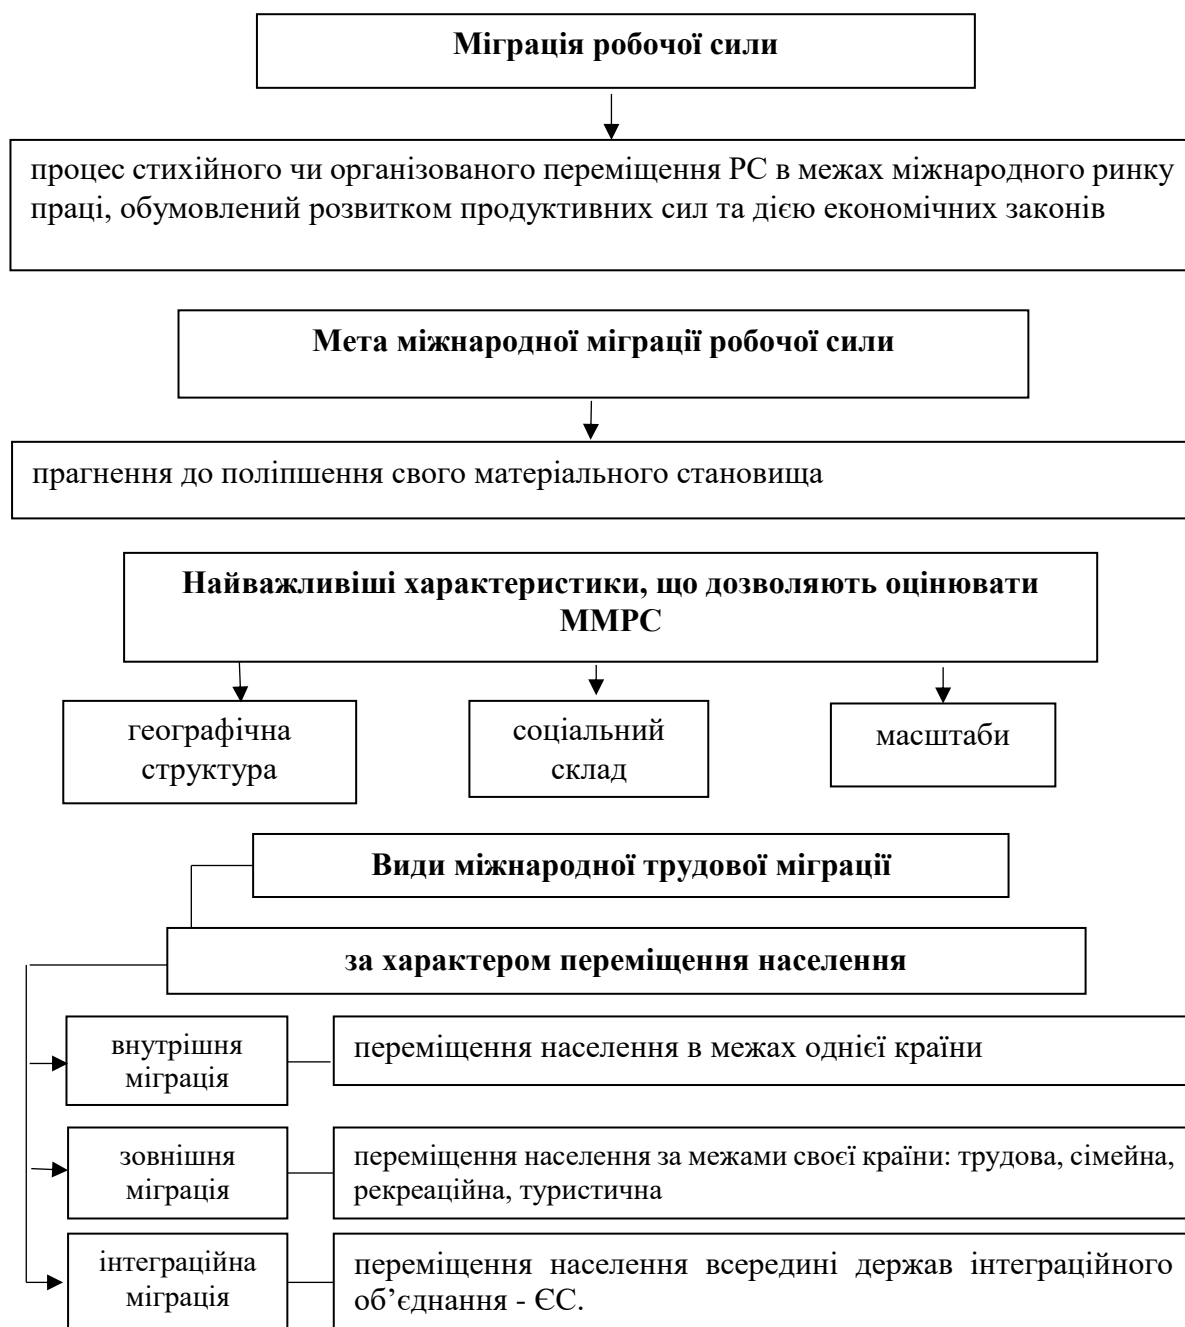 Міграція робочої сили
процес стихійного чи організованого переміщення РС в межах міжнародного ринку
праці, обумовлений розвитком продуктивних сил та дією економічних законів
Мета міжнародної міграції робочої сили
прагнення до поліпшення свого матеріального становища
Найважливіші характеристики, що дозволяють оцінювати
ММРС
географічна
структура
соціальний
склад
масштаби
Види міжнародної трудової міграції
за характером переміщення населення
внутрішня
міграція
переміщення населення в межах однієї країни
зовнішня
міграція
переміщення населення за межами своєї країни: трудова, сімейна,
рекреаційна, туристична
інтеграційна
міграція
переміщення населення всередині держав інтеграційного
об’єднання - ЄС.